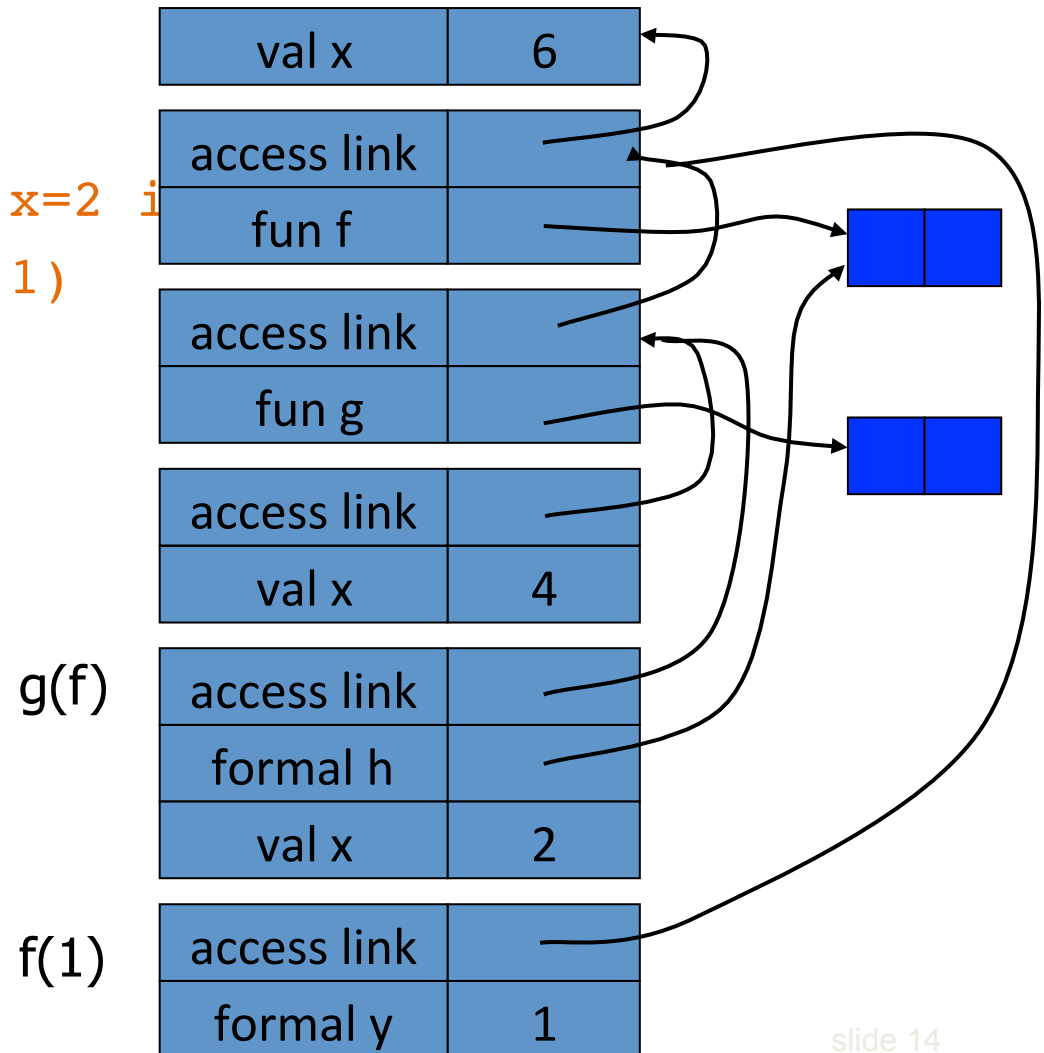 val x 6
access link
x=2 i
fun f
1)
access link
fun g
access link
val x 4
g(f)
access link
formal h
val x 2
f(1)
access link
formal y 1
slide 14